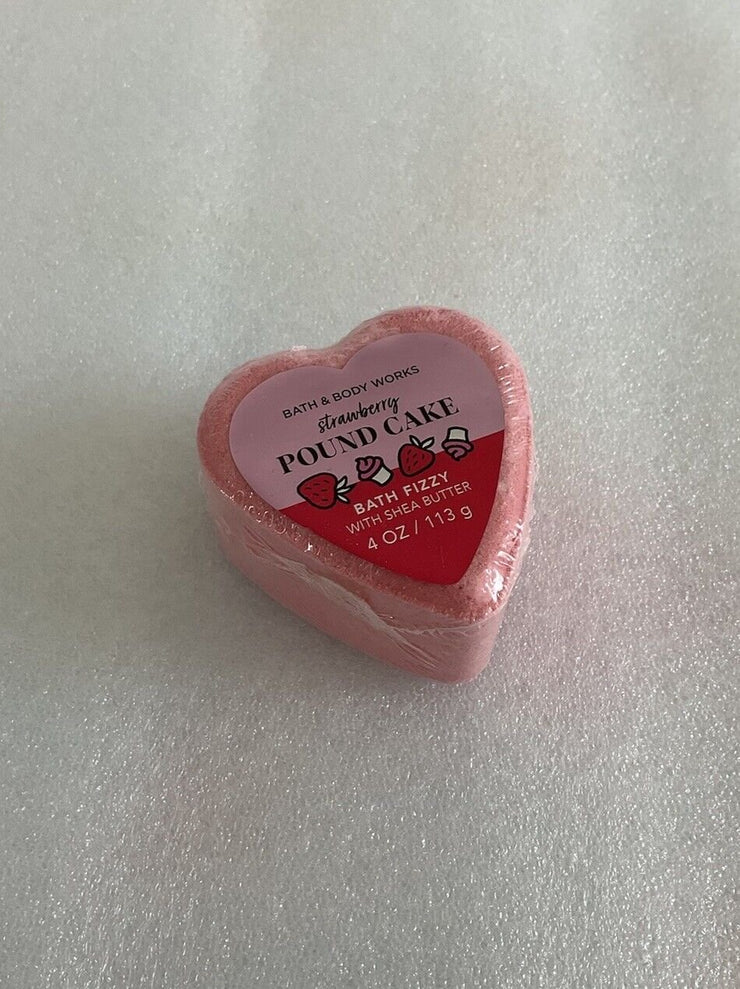 BATH & BODY WORKS
strawberry
POUND CAKE
BATH FIZZY
WITH SHEA BUTTER
4 OZ / 113 g